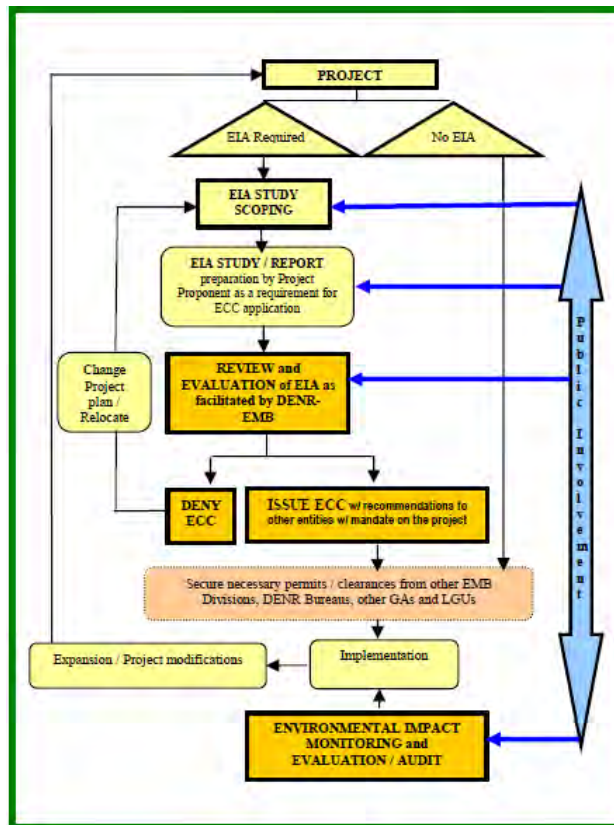 PROJECT
EIA Required
No EIA
EIA STUDY
SCOPING
EIA STUDY / REPORT
preparation by Project
Proponent as a requirement for
ECC application
Change
Project
plan /
Relocate
REVIEW and
EVALUATION of EIA as
facilitated by DENR-
EMB
DENY
ECC
ISSUE ECC w/ recommendations to
other entities w/ mandate on the project
Secure necessary permits / clearances from other EMB
Divisions, DENR Bureaus, other GAs and LGUs
Expansion / Project modifications
Implementation
ENVIRONMENTAL IMPACT
MONITORING and
EVALUATION / AUDIT
Public Involvement